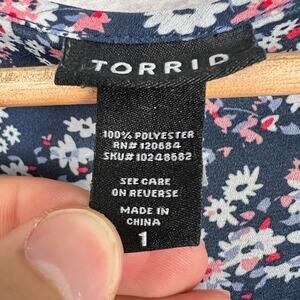 TORRID
100% POLYESTER
RN# 120684
SKU# 10248682
SEE CARE
ON REVERSE
MADE IN
CHINA
1